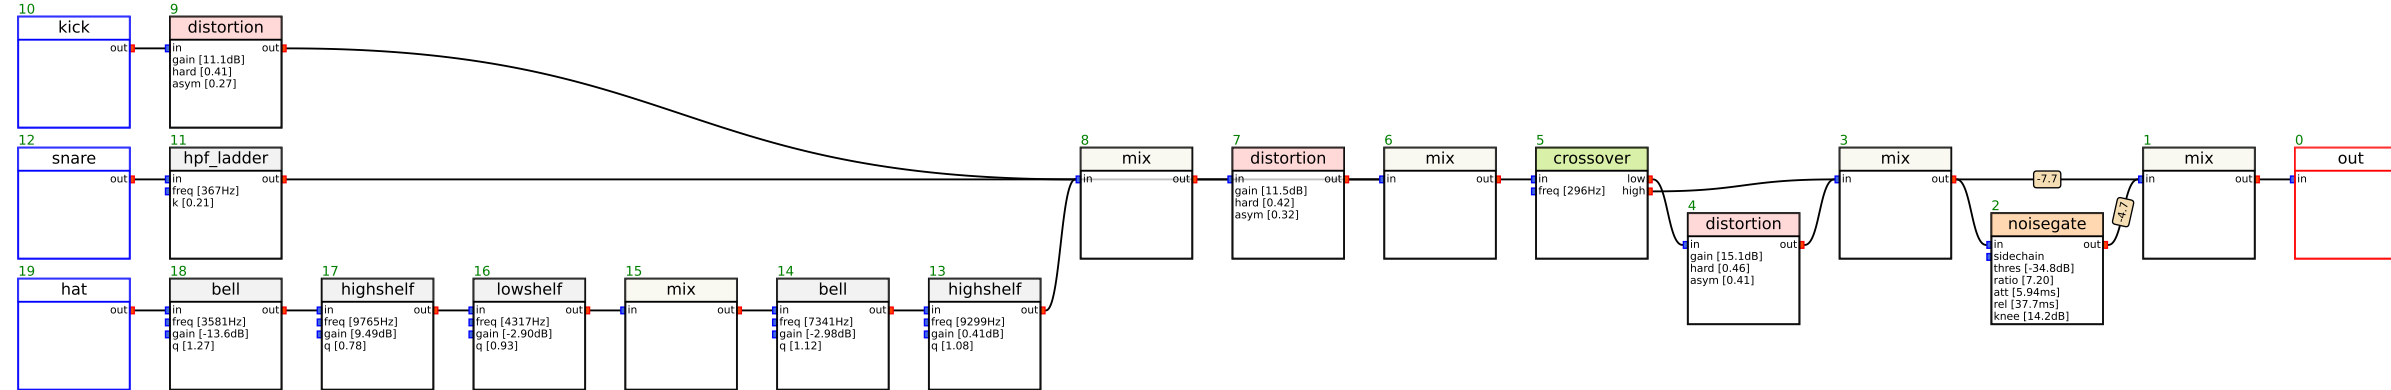 10
kick
out
9
distortion
in out
gain [11.1dB]
hard [0.41]
asym [0.27]
12
snare
out
11
hpf_ladder
in out
freq [367Hz]
k [0.21]
8
mix
in out
7
distortion
in out
gain [11.5dB]
hard [0.42]
asym [0.32]
6
mix
in out
5
crossover
in low
freq [296Hz] high
4
distortion
in out
gain [15.1dB]
hard [0.46]
asym [0.41]
3
mix
in out
-7.7
2
noisegate
in out
sidechain
thres [-34.8dB]
ratio [7.20]
att [5.94ms]
rel [37.7ms]
knee [14.2dB]
-4.7
1
mix
in out
0
out
in
19
hat
out
18
bell
in out
freq [3581Hz]
gain [-13.6dB]
q [1.27]
17
highshelf
in out
freq [9765Hz]
gain [9.49dB]
q [0.78]
16
lowshelf
in out
freq [4317Hz]
gain [-2.90dB]
q [0.93]
15
mix
in out
14
bell
in out
freq [7341Hz]
gain [-2.98dB]
q [1.12]
13
highshelf
in out
freq [9299Hz]
gain [0.41dB]
q [1.08]